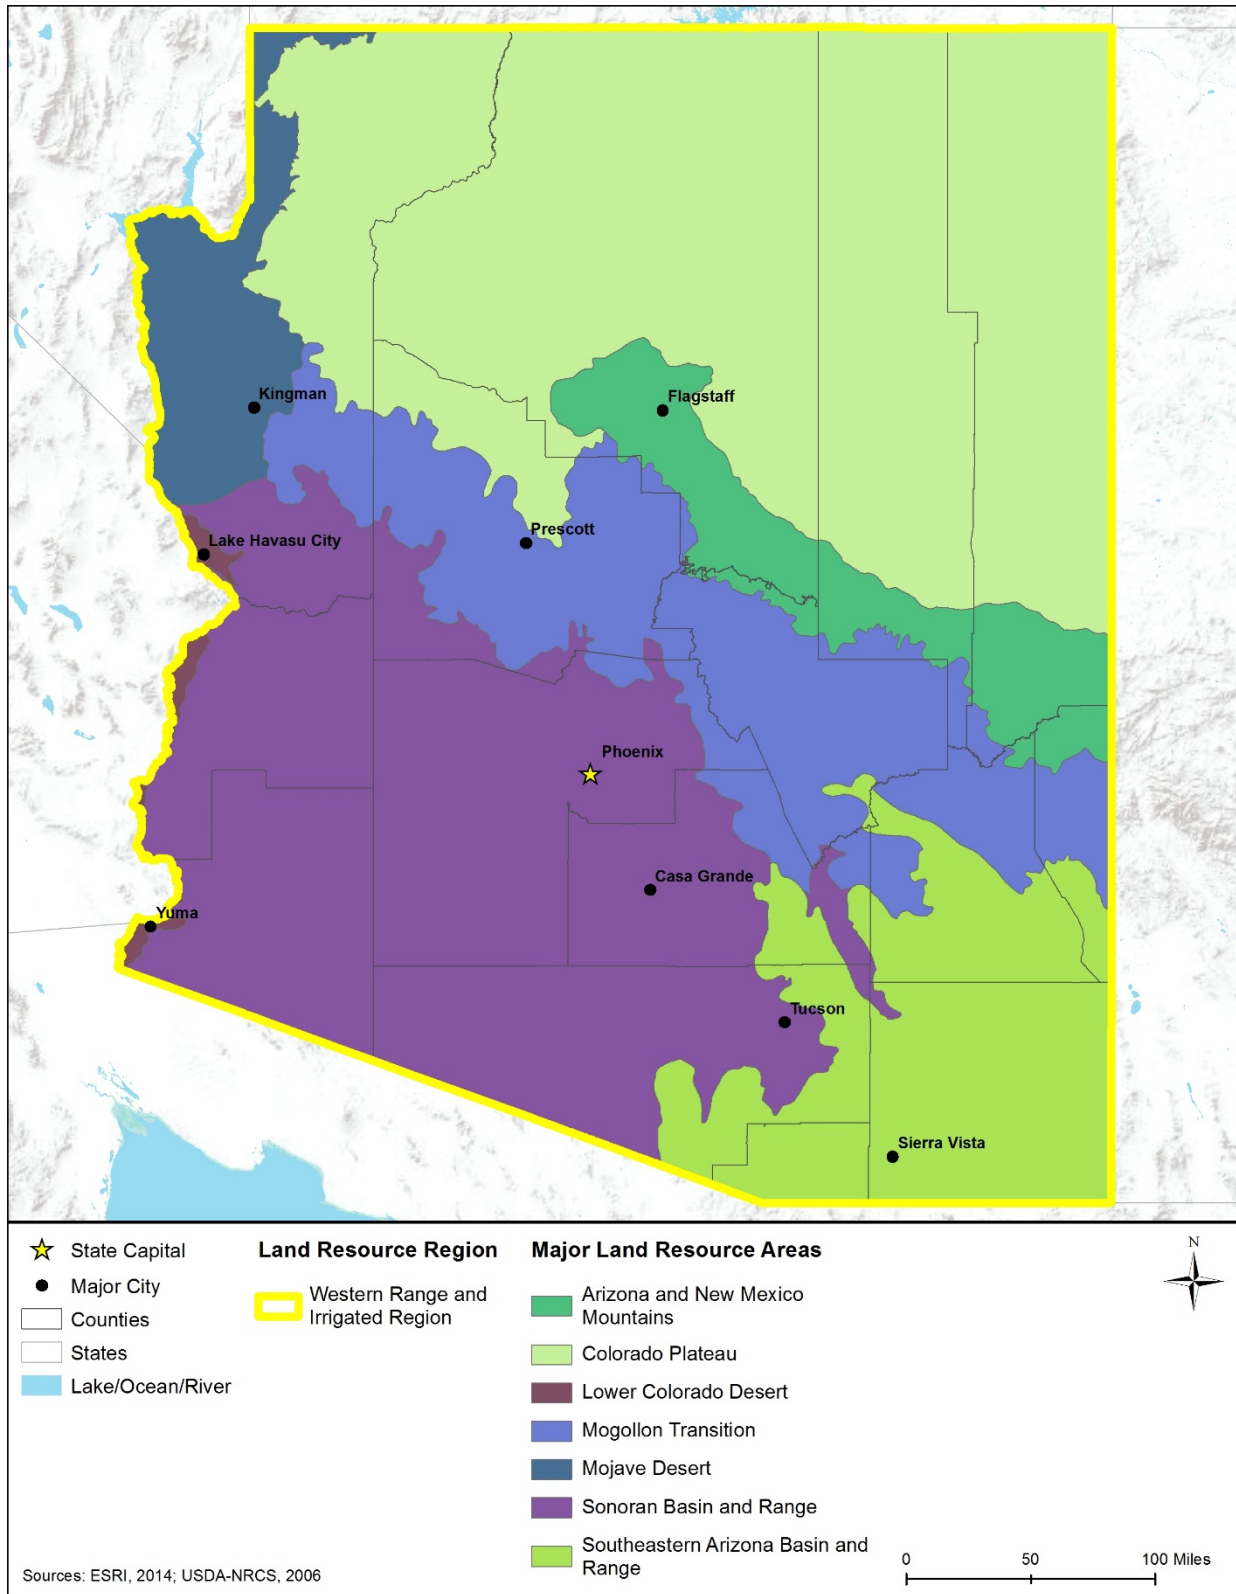 Kingman
Flagstaff
Prescott
Lake Havasu City
Phoenix
Casa Grande
Yuma
Tucson
Sierra Vista
State Capital
Major City
Counties
States
Lake/Ocean/River
Land Resource Region
Western Range and
Irrigated Region
Major Land Resource Areas
Arizona and New Mexico
Mountains
Colorado Plateau
Lower Colorado Desert
Mogollon Transition
Mojave Desert
Sonoran Basin and Range
Southeastern Arizona Basin and
Range
N
0 50 100 Miles
Sources: ESRI, 2014; USDA-NRCS, 2006